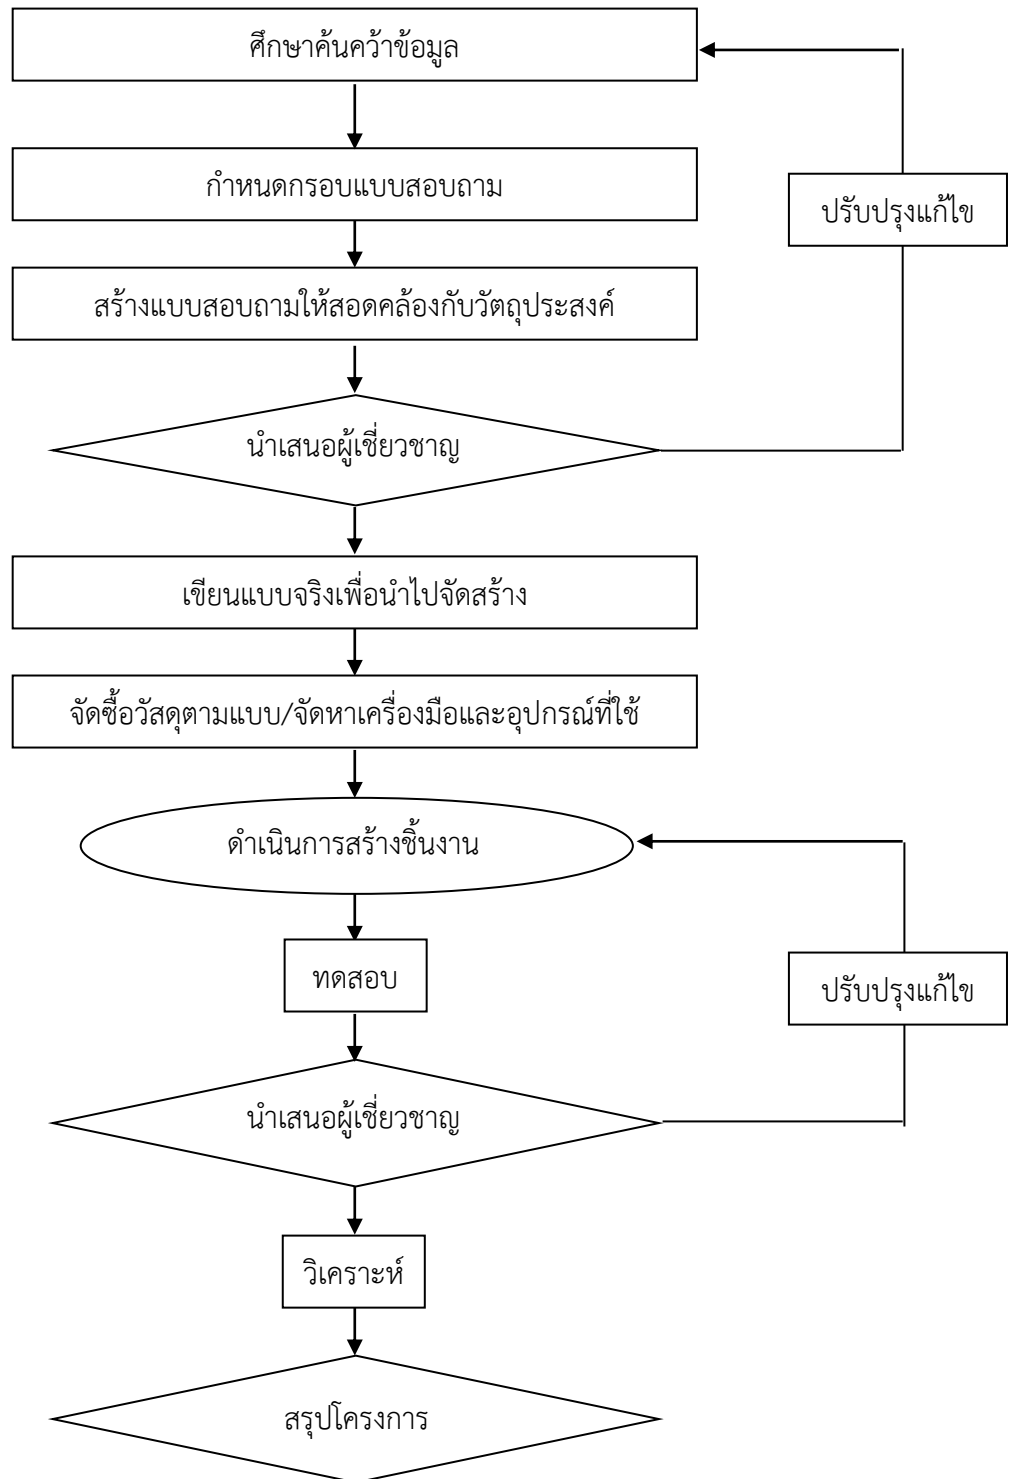 ศึกษาค้นคว้าข้อมูล
กำหนดกรอบแบบสอบถาม
ปรับปรุงแก้ไข
สร้างแบบสอบถามให้สอดคล้องกับวัตถุประสงค์
นำเสนอผู้เชี่ยวชาญ
เขียนแบบจริงเพื่อนำไปจัดสร้าง
จัดซื้อวัสดุตามแบบ/จัดหาเครื่องมือและอุปกรณ์ที่ใช้
ดำเนินการสร้างชิ้นงาน
ทดสอบ
ปรับปรุงแก้ไข
นำเสนอผู้เชี่ยวชาญ
วิเคราะห์
สรุปโครงการ